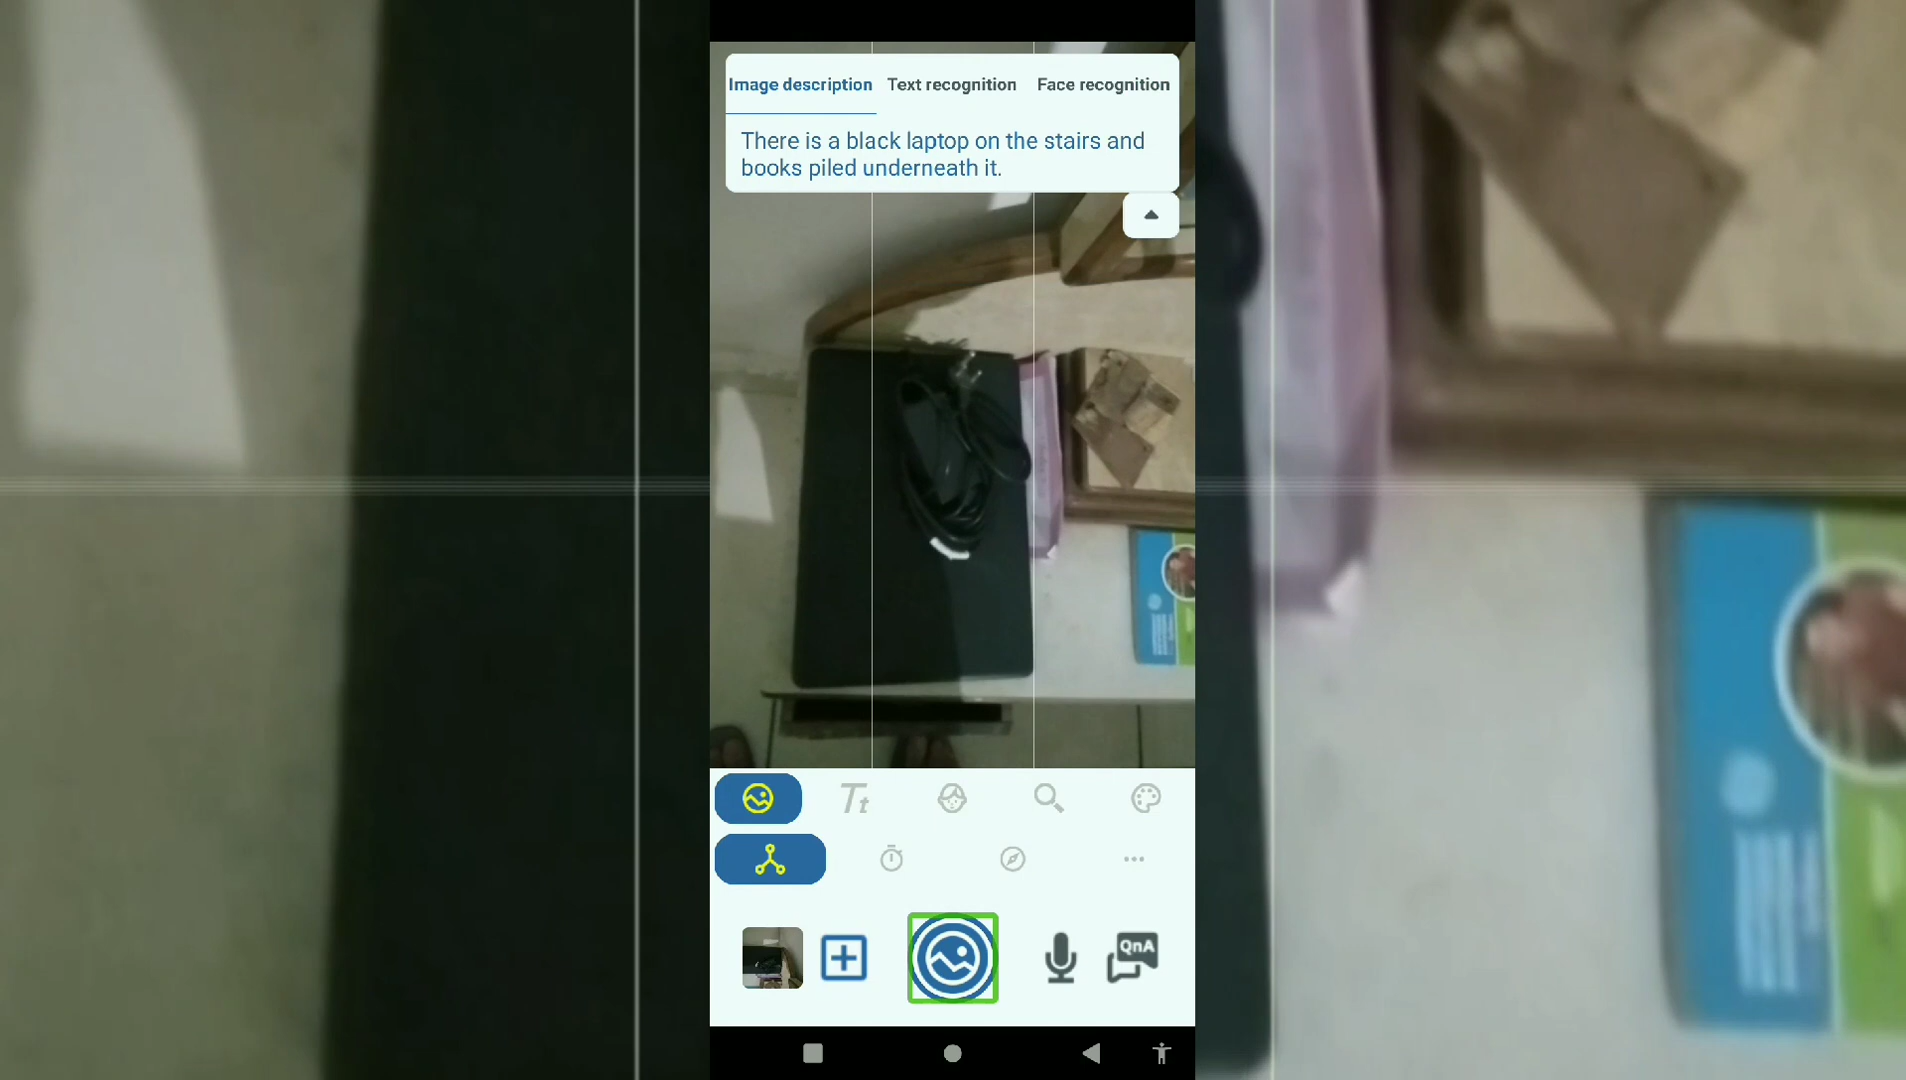 Image description Text recognition Face recognition
There is a black laptop on the stairs and
books piled underneath it.
Tt
QnA